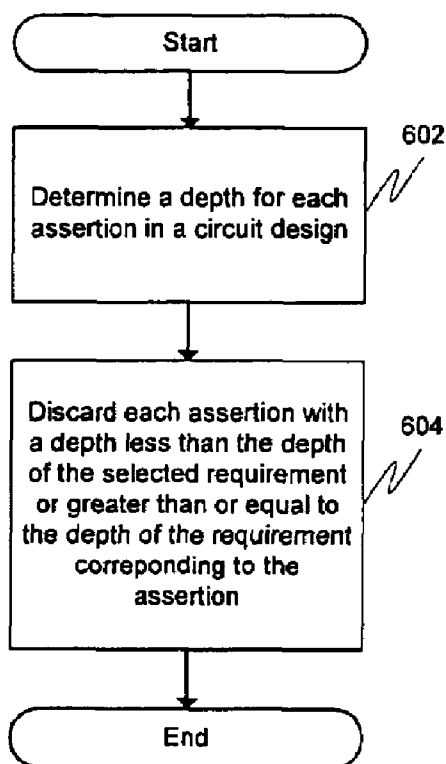 Start
602
Determine a depth for each
assertion in a circuit design
604
Discard each assertion with
a depth less than the depth
of the selected requirement
or greater than or equal to
the depth of the requirement
correponding to the
assertion
End